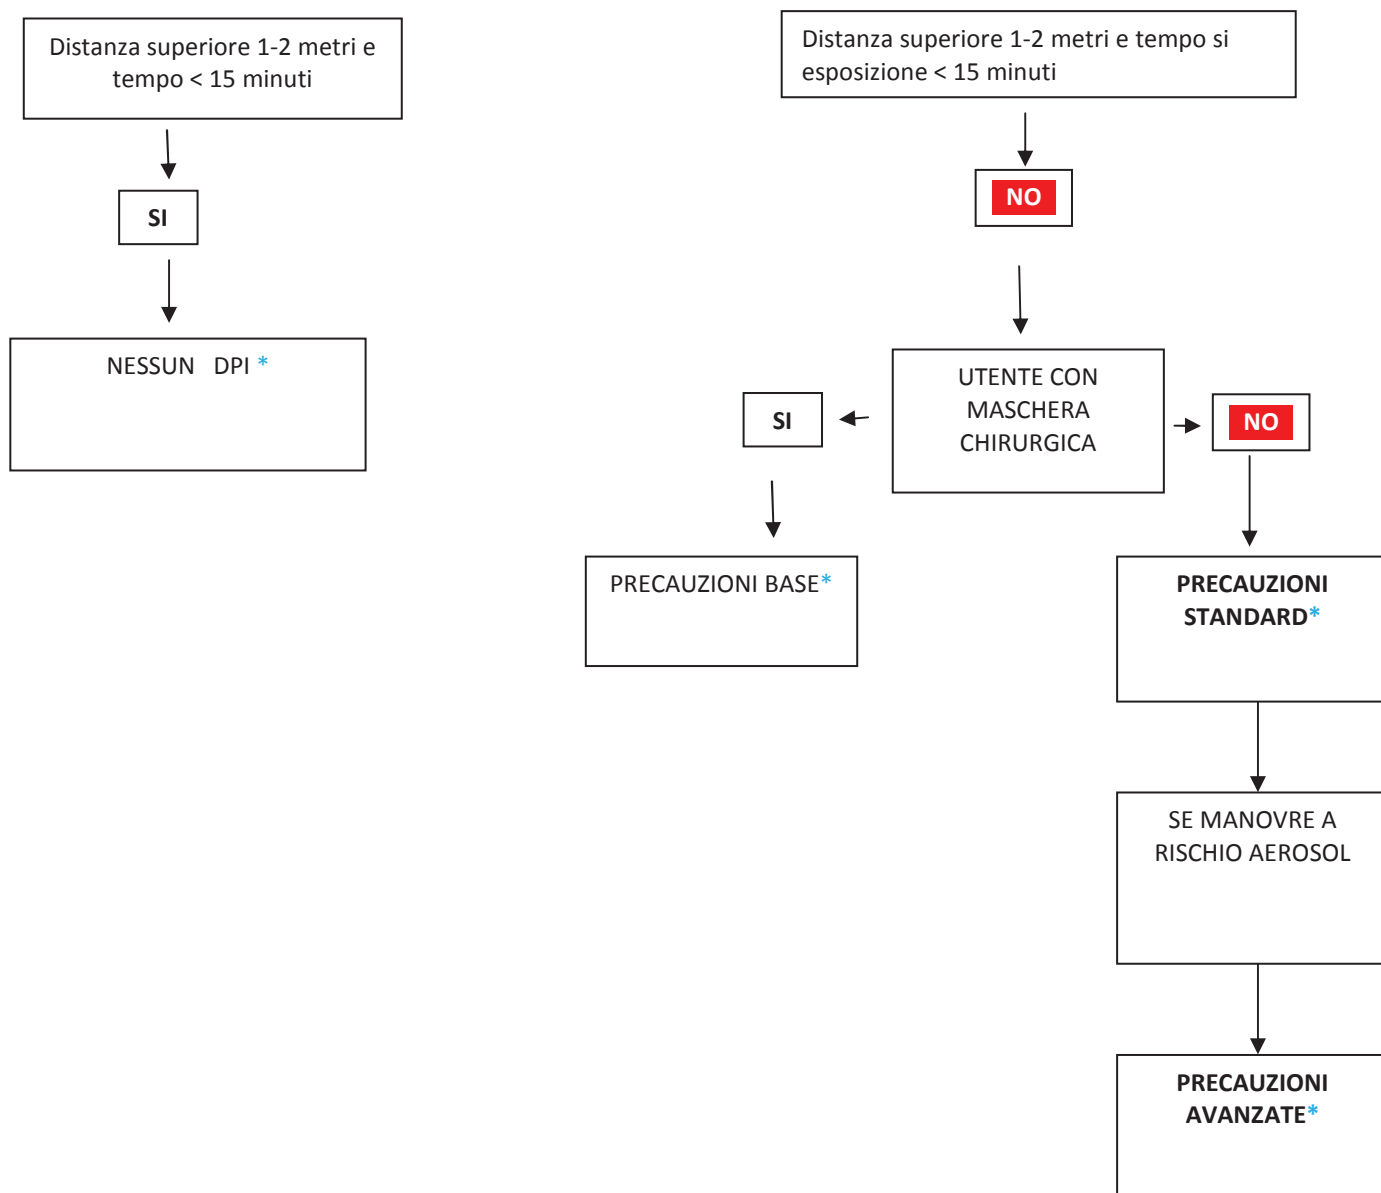 Distanza superiore 1-2 metri e
tempo < 15 minuti
SI
NESSUN DPI *
Distanza superiore 1-2 metri e tempo si
esposizione < 15 minuti
NO
UTENTE CON
MASCHERA
CHIRURGICA
SI
NO
PRECAUZIONI BASE*
PRECAUZIONI
STANDARD*
SE MANOVRE A
RISCHIO AEROSOL
PRECAUZIONI
AVANZATE*